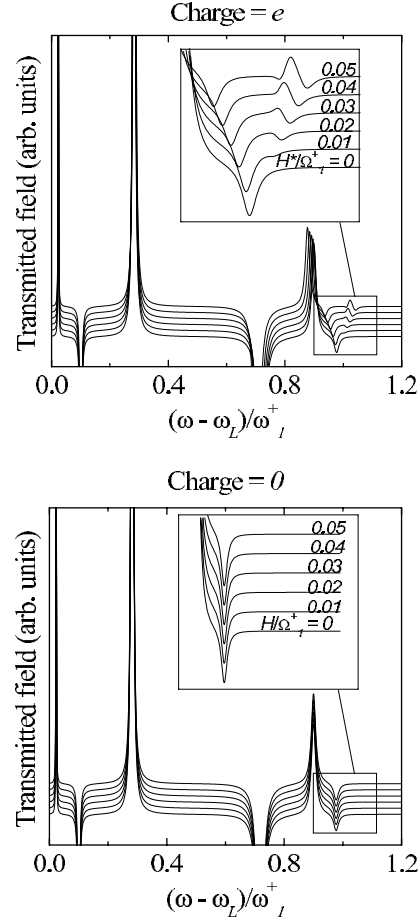 Charge = e
Transmitted field (arb. units)
0.05
0.04
0.03
0.02
0.01
H*/Ω⁺₁ = 0
0.0 0.4 0.8 1.2
(ω - ω_L)/ω⁺₁
Charge = 0
Transmitted field (arb. units)
0.05
0.04
0.03
0.02
0.01
H/Ω⁺₁ = 0
0.0 0.4 0.8 1.2
(ω - ω_L)/ω⁺₁